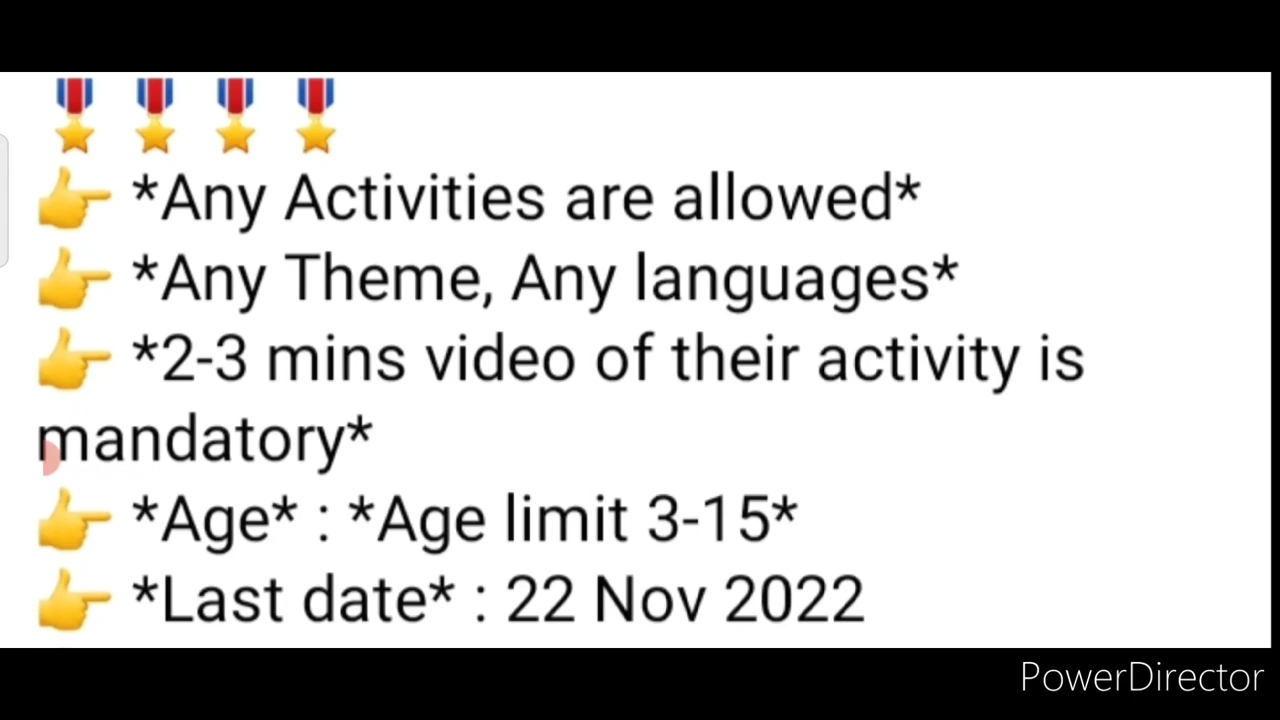 🎖️ 🎖️ 🎖️ 🎖️
👉 *Any Activities are allowed*
👉 *Any Theme, Any languages*
👉 *2-3 mins video of their activity is
mandatory*
👉 *Age* : *Age limit 3-15*
👉 *Last date* : 22 Nov 2022
PowerDirector